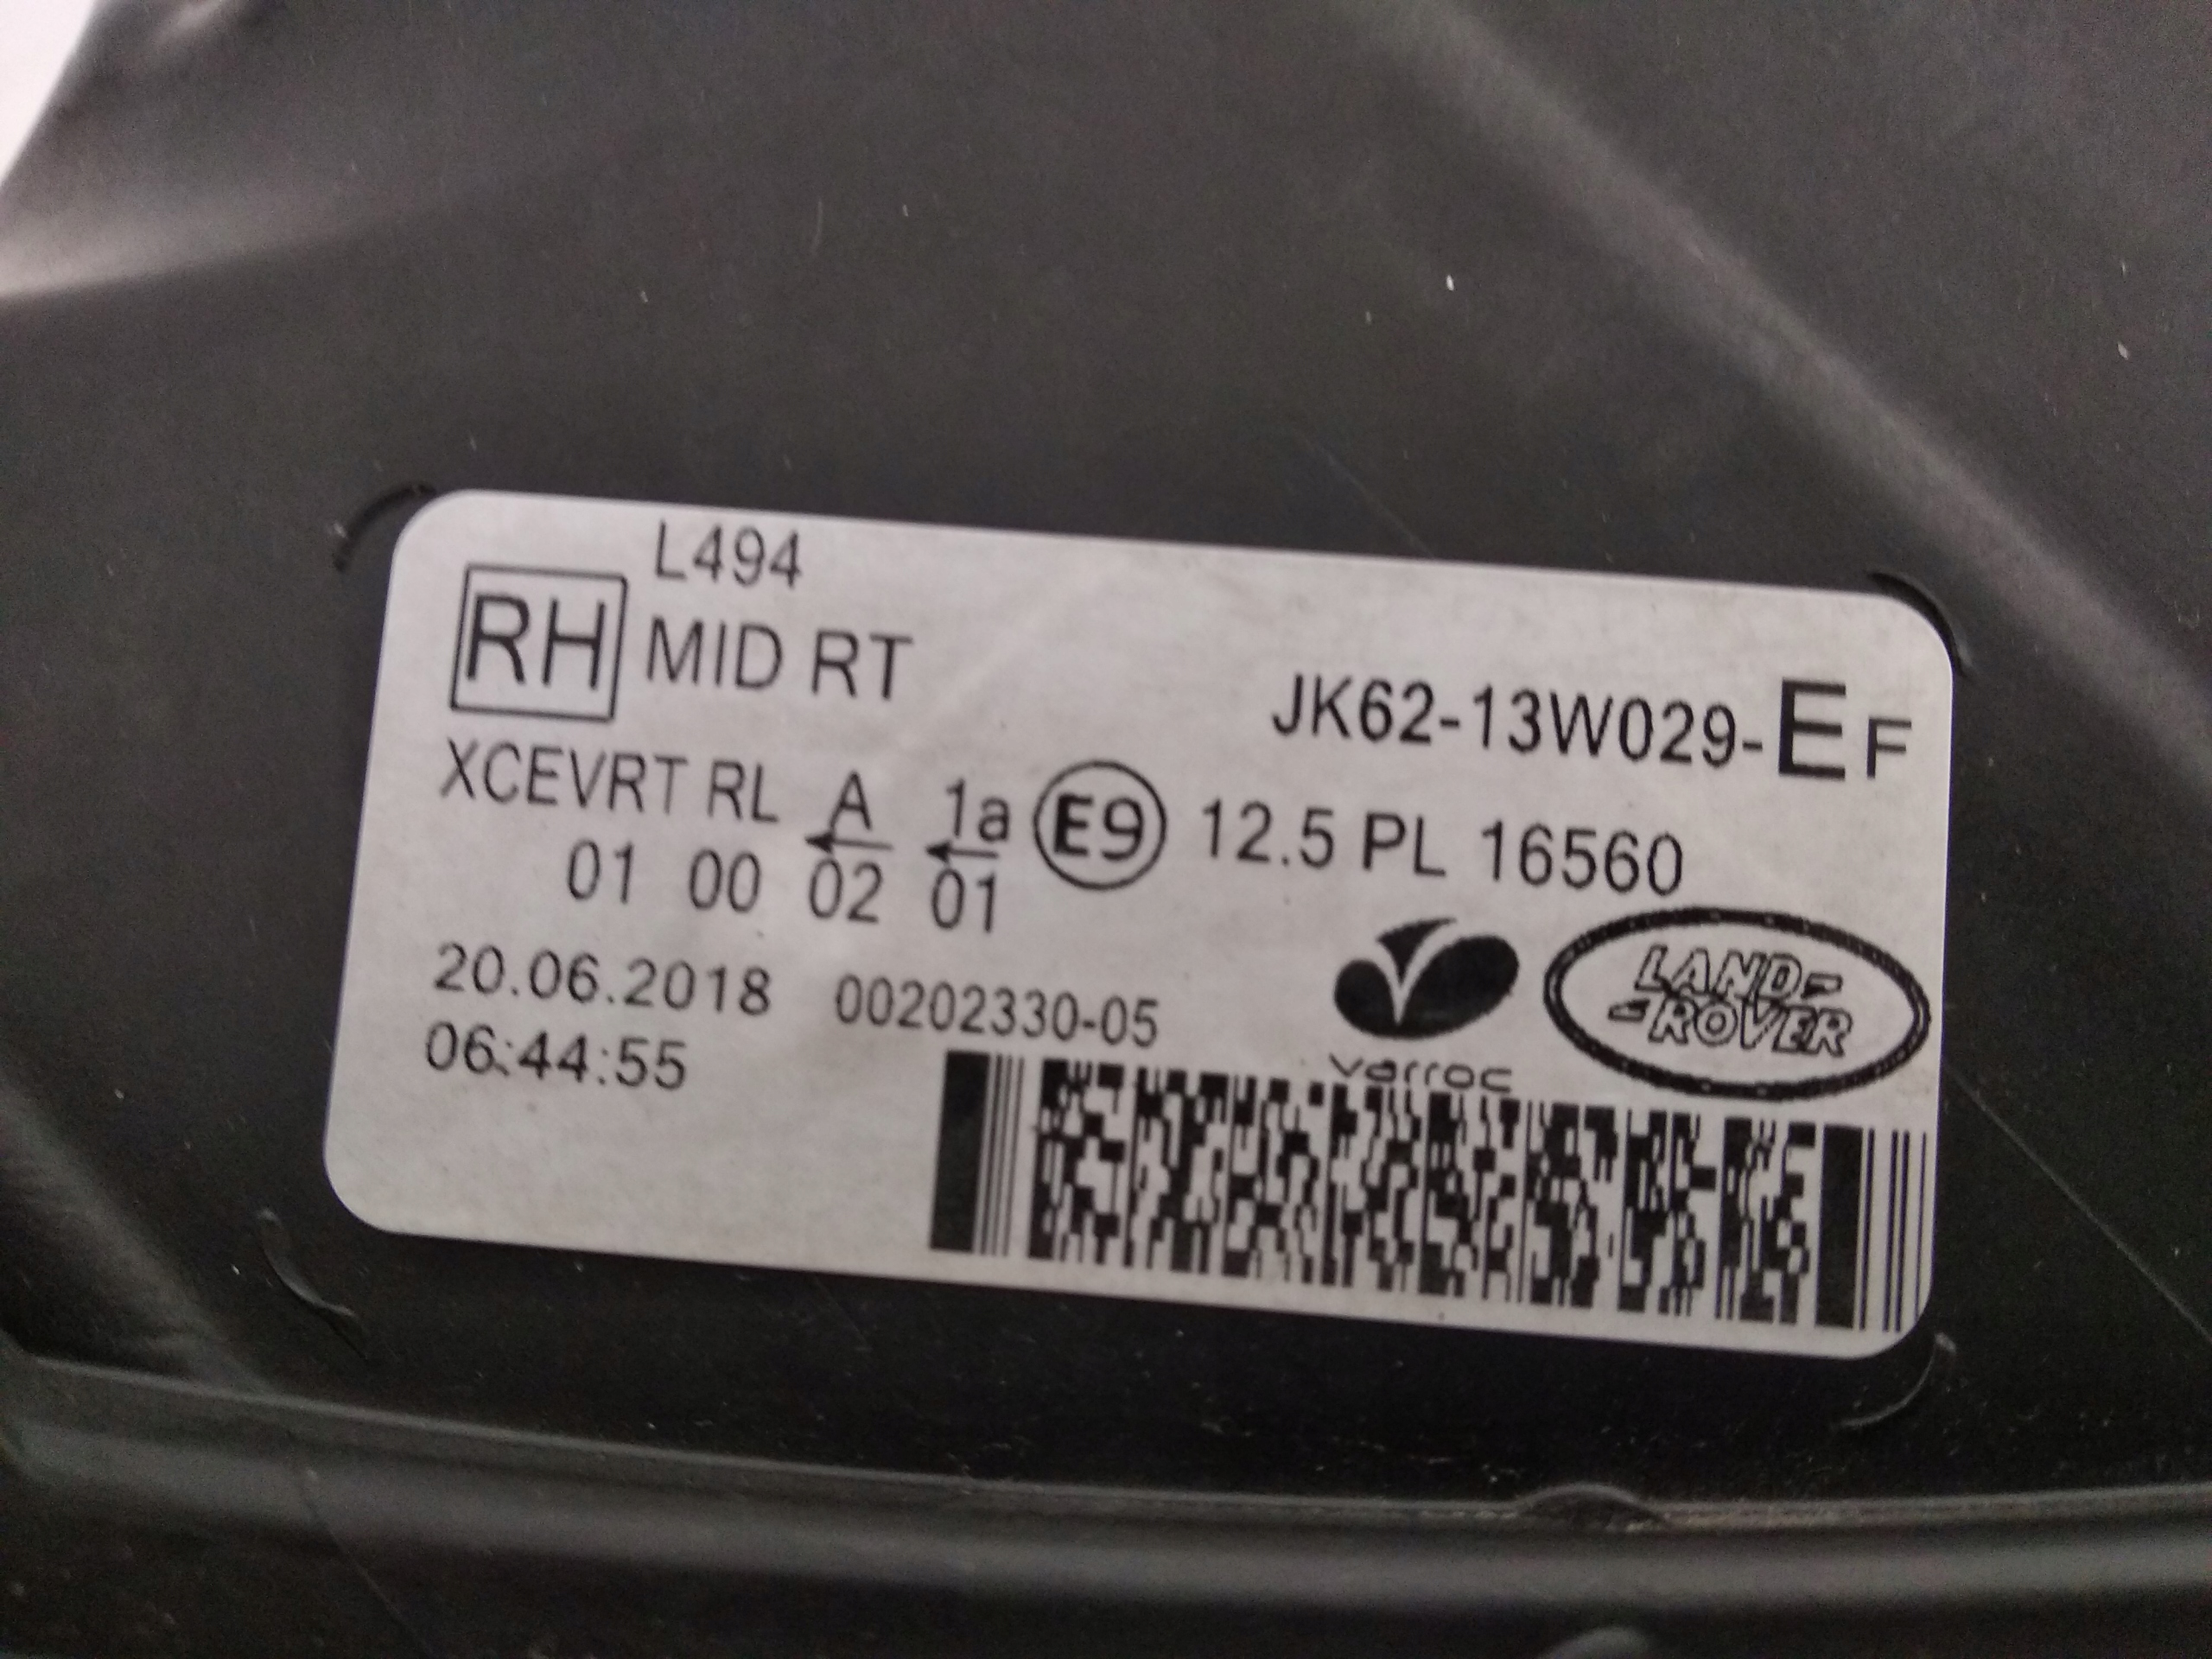 L494
RH MID RT
JK62-13W029-EF
XCEVRT RL A 1a E9 12.5 PL 16560
01 00 02 01
20.06.2018 00202330-05
06:44:55
varroc
LAND-
-ROVER